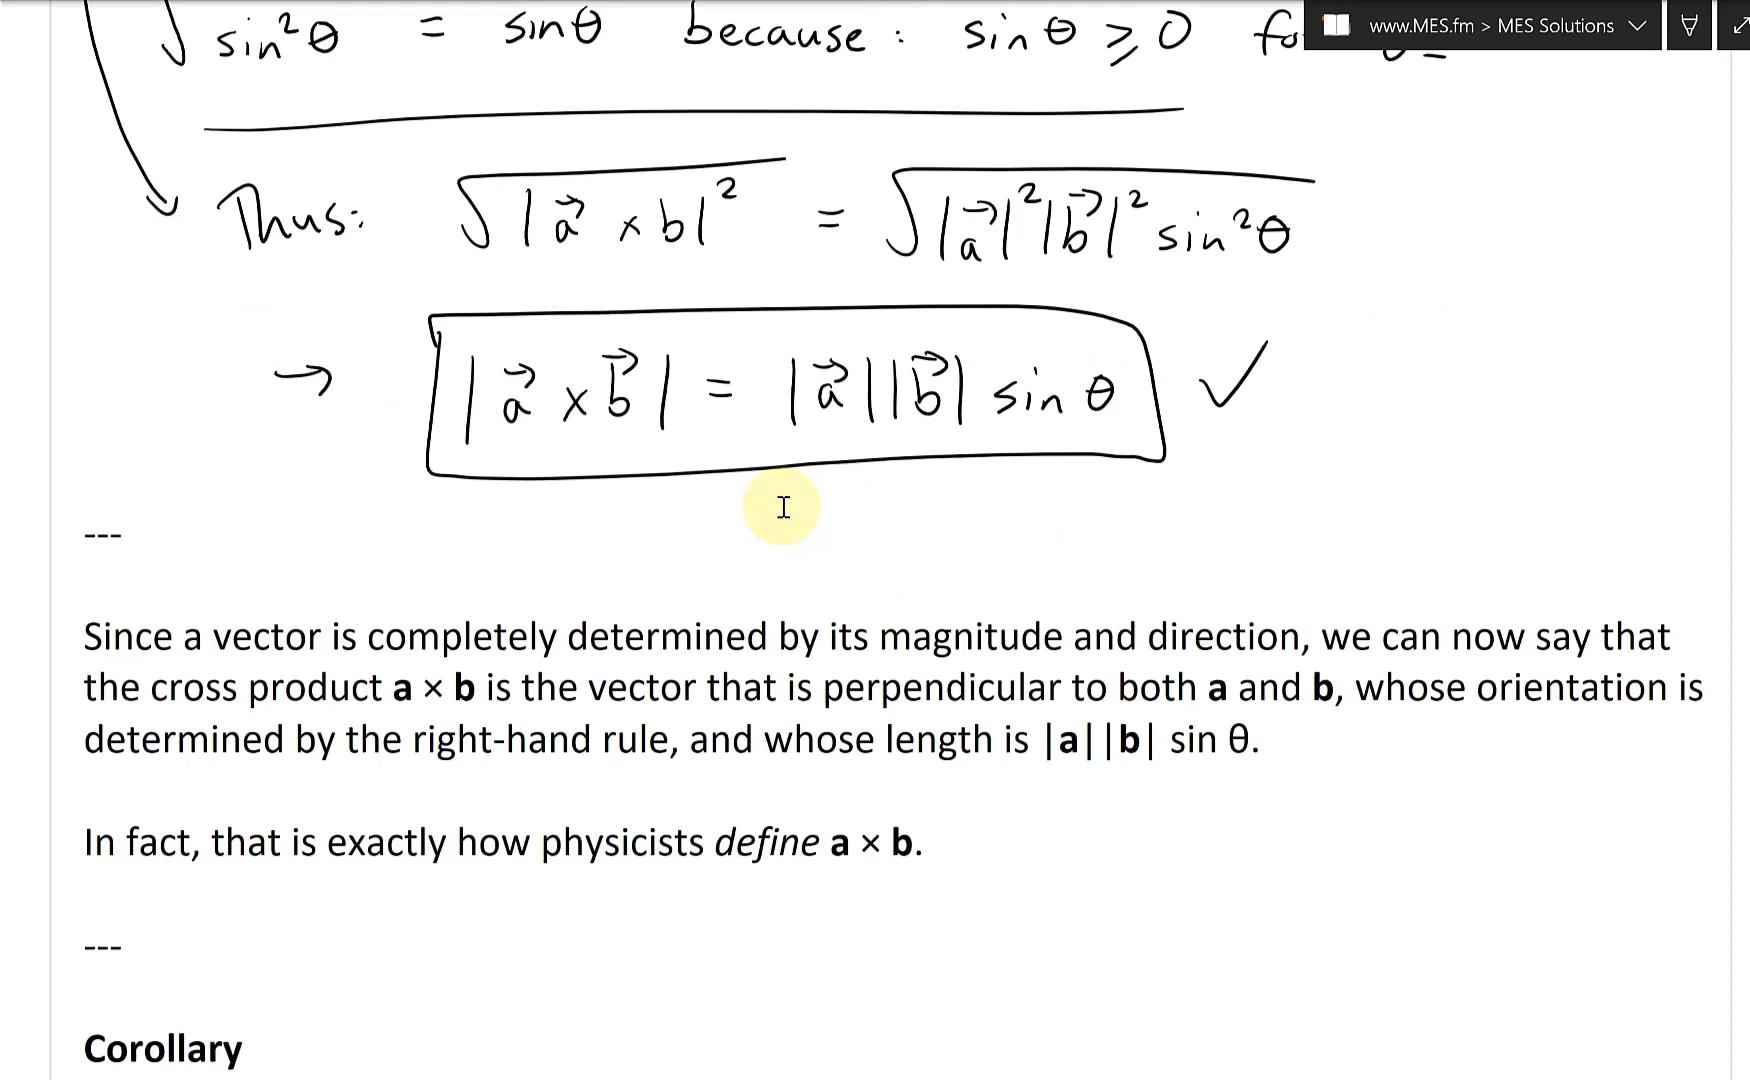 √sin²θ = sinθ because: sinθ ⩾ 0
www.MES.fm > MES Solutions
Thus: √|a⃗ × b|² = √|a⃗|²|b⃗|² sin²θ
→ |a⃗ × b⃗| = |a⃗||b⃗| sin θ ✓
---
Since a vector is completely determined by its magnitude and direction, we can now say that
the cross product a × b is the vector that is perpendicular to both a and b, whose orientation is
determined by the right-hand rule, and whose length is |a||b| sin θ.
In fact, that is exactly how physicists define a × b.
---
Corollary